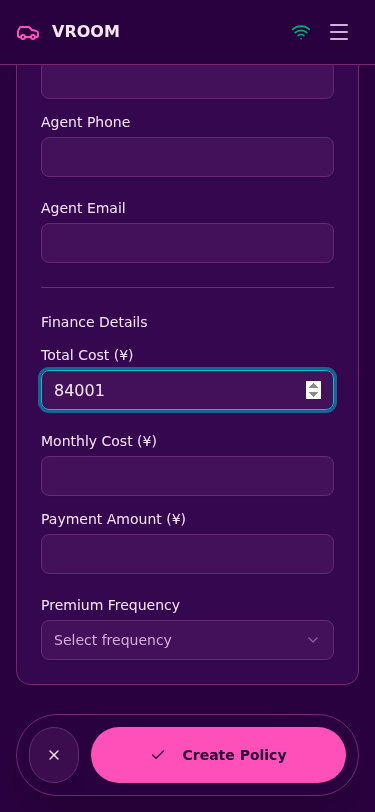 VROOM
Agent Phone
Agent Email
Finance Details
Total Cost (¥)
84001
Monthly Cost (¥)
Payment Amount (¥)
Premium Frequency
Select frequency
Create Policy